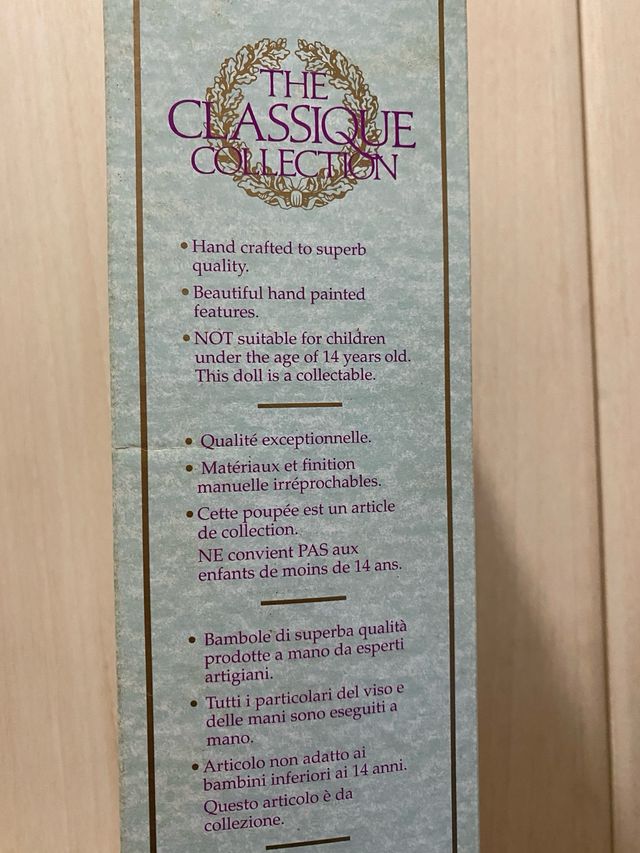 THE
CLASSIQUE
COLLECTION
• Hand crafted to superb
quality.
• Beautiful hand painted
features.
• NOT suitable for children
under the age of 14 years old.
This doll is a collectable.
• Qualité exceptionnelle.
• Matériaux et finition
manuelle irréprochables.
• Cette poupée est un article
de collection.
NE convient PAS aux
enfants de moins de 14 ans.
• Bambole di superba qualità
prodotte a mano da esperti
artigiani.
• Tutti i particolari del viso e
delle mani sono eseguiti a
mano.
• Articolo non adatto ai
bambini inferiori ai 14 anni.
Questo articolo è da
collezione.